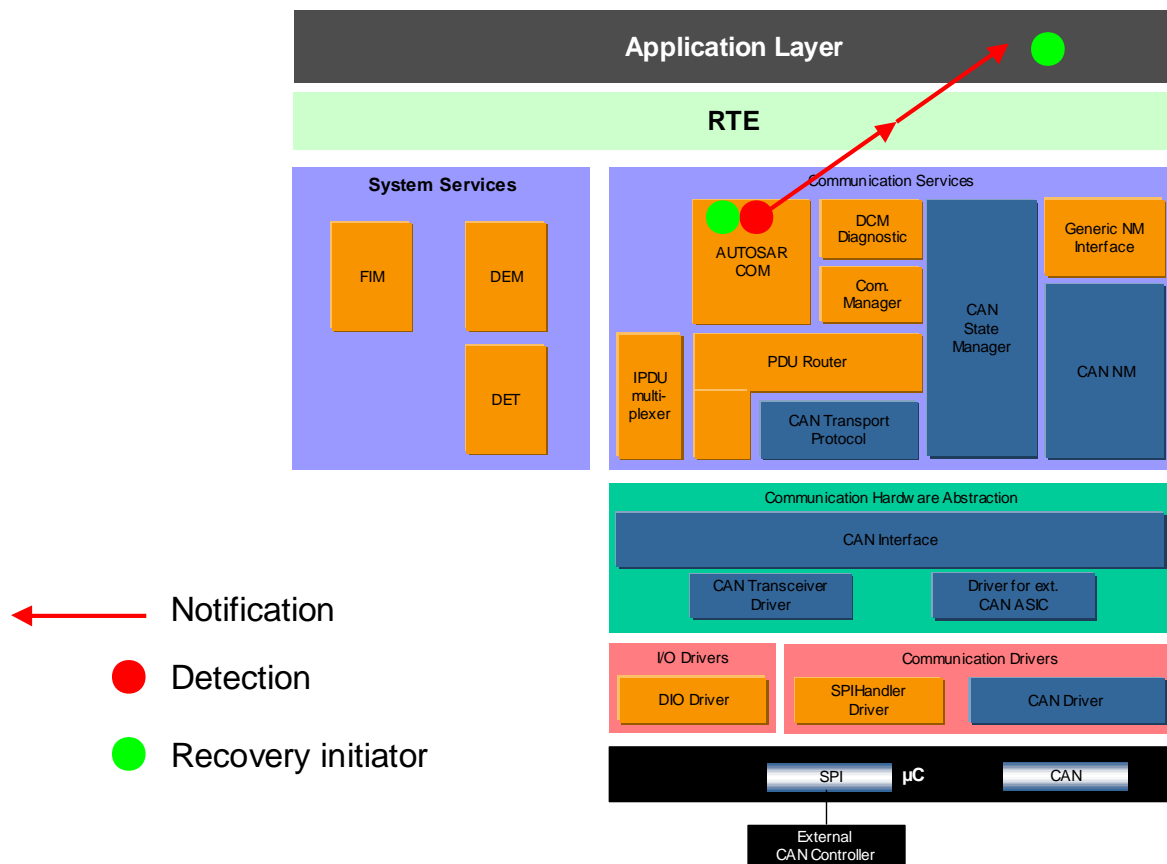 Application Layer
RTE
System Services
FIM
DEM
DET
Communication Services
AUTOSAR
COM
DCM
Diagnostic
Com.
Manager
CAN
State
Manager
Generic NM
Interface
CAN NM
IPDU
multi-
plexer
PDU Router
CAN Transport
Protocol
Communication Hardware Abstraction
CAN Interface
CAN Transceiver
Driver
Driver for ext.
CAN ASIC
I/O Drivers
DIO Driver
Communication Drivers
SPIHandler
Driver
CAN Driver
SPI
µC
CAN
External
CAN Controller
Notification
Detection
Recovery initiator